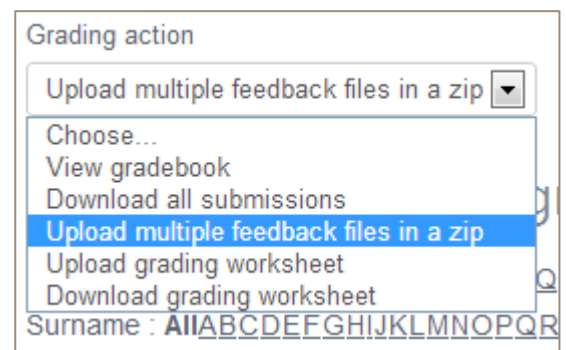 Grading action
Upload multiple feedback files in a zip
Choose...
View gradebook
Download all submissions
Upload multiple feedback files in a zip
Upload grading worksheet
Download grading worksheet
Surname : AllABCDEFGHIJKLMNOPQR